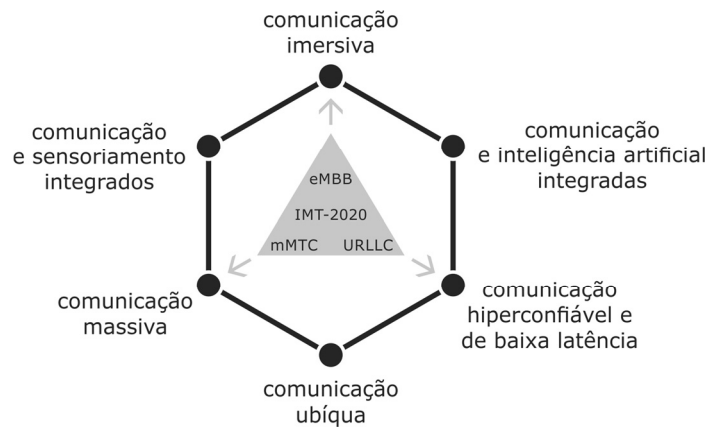 comunicação
imersiva
comunicação
e sensoriamento
integrados
comunicação
e inteligência artificial
integradas
eMBB
IMT-2020
mMTC URLLC
comunicação
massiva
comunicação
hiperconfiável e
de baixa latência
comunicação
ubíqua